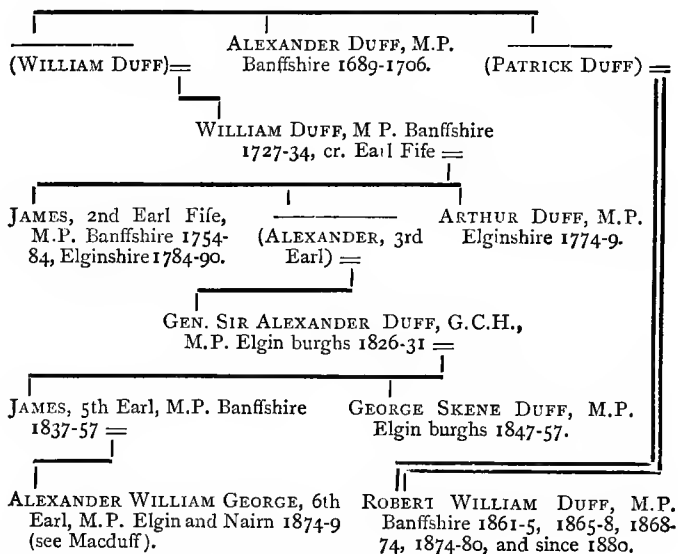 ALEXANDER DUFF, M.P.
(WILLIAM DUFF)= Banffshire 1689-1706. (PATRICK DUFF) =
WILLIAM DUFF, M P. Banffshire
1727-34, cr. Earl Fife =
JAMES, 2nd Earl Fife,
M.P. Banffshire 1754-
84, Elginshire 1784-90.
(ALEXANDER, 3rd
Earl) =
ARTHUR DUFF, M.P.
Elginshire 1774-9.
GEN. SIR ALEXANDER DUFF, G.C.H.,
M.P. Elgin burghs 1826-31 =
JAMES, 5th Earl, M.P. Banffshire
1837-57 =
GEORGE SKENE DUFF, M.P.
Elgin burghs 1847-57.
ALEXANDER WILLIAM GEORGE, 6th
Earl, M.P. Elgin and Nairn 1874-9
(see Macduff).
ROBERT WILLIAM DUFF, M.P.
Banffshire 1861-5, 1865-8, 1868-
74, 1874-80, and since 1880.